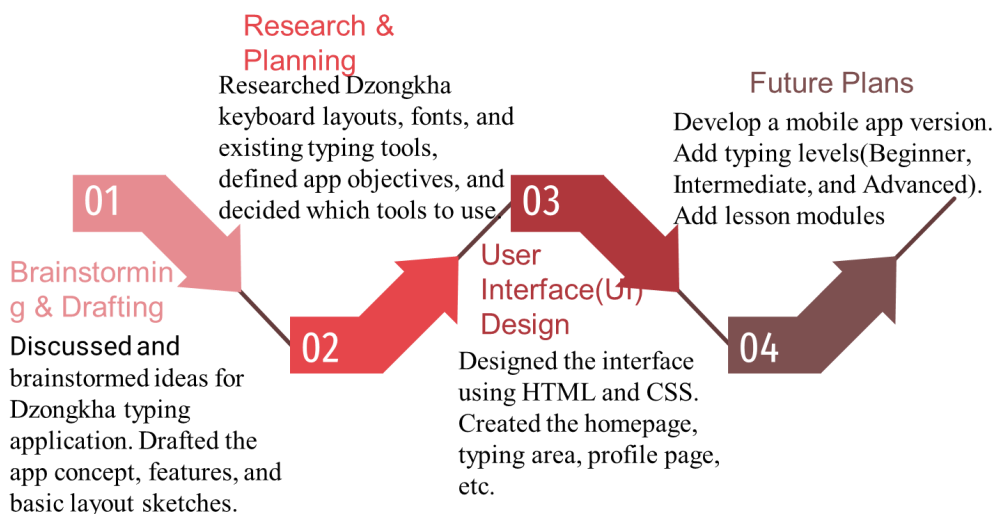 01
Brainstormin
g & Drafting
Discussed and
brainstormed ideas for
Dzongkha typing
application. Drafted the
app concept, features, and
basic layout sketches.
Research &
Planning
Researched Dzongkha
keyboard layouts, fonts, and
existing typing tools,
defined app objectives, and
decided which tools to use.
02
03
User
Interface(UI)
Design
Designed the interface
using HTML and CSS.
Created the homepage,
typing area, profile page,
etc.
Future Plans
Develop a mobile app version.
Add typing levels(Beginner,
Intermediate, and Advanced).
Add lesson modules
04